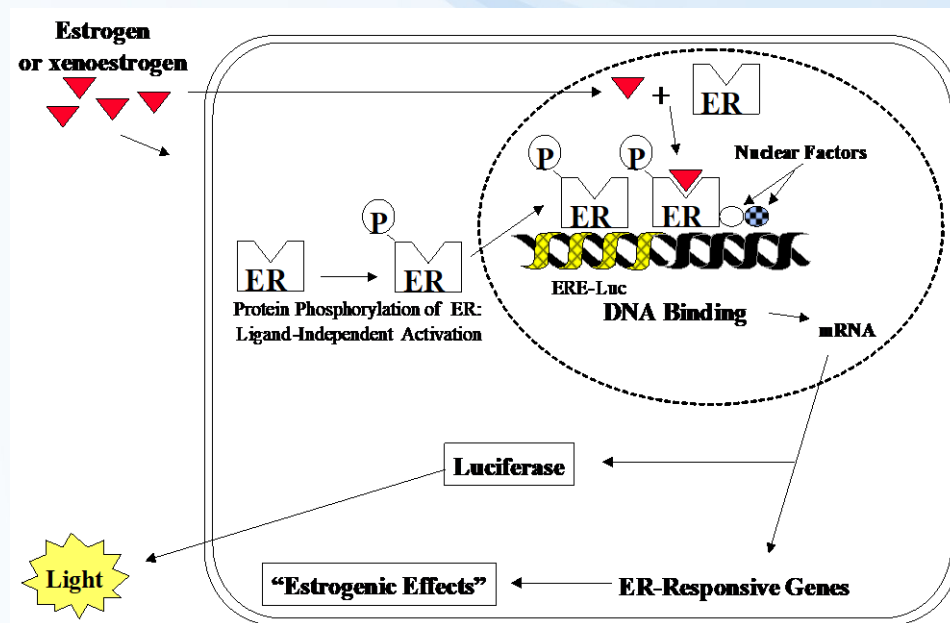 Estrogen
or xenoestrogen
+
ER
P
P
Nuclear Factors
ER
ER
P
ER
ER
ERE-Luc
DNA Binding
Protein Phosphorylation of ER:
Ligand-Independent Activation
mRNA
Luciferase
Light
"Estrogenic Effects"
ER-Responsive Genes